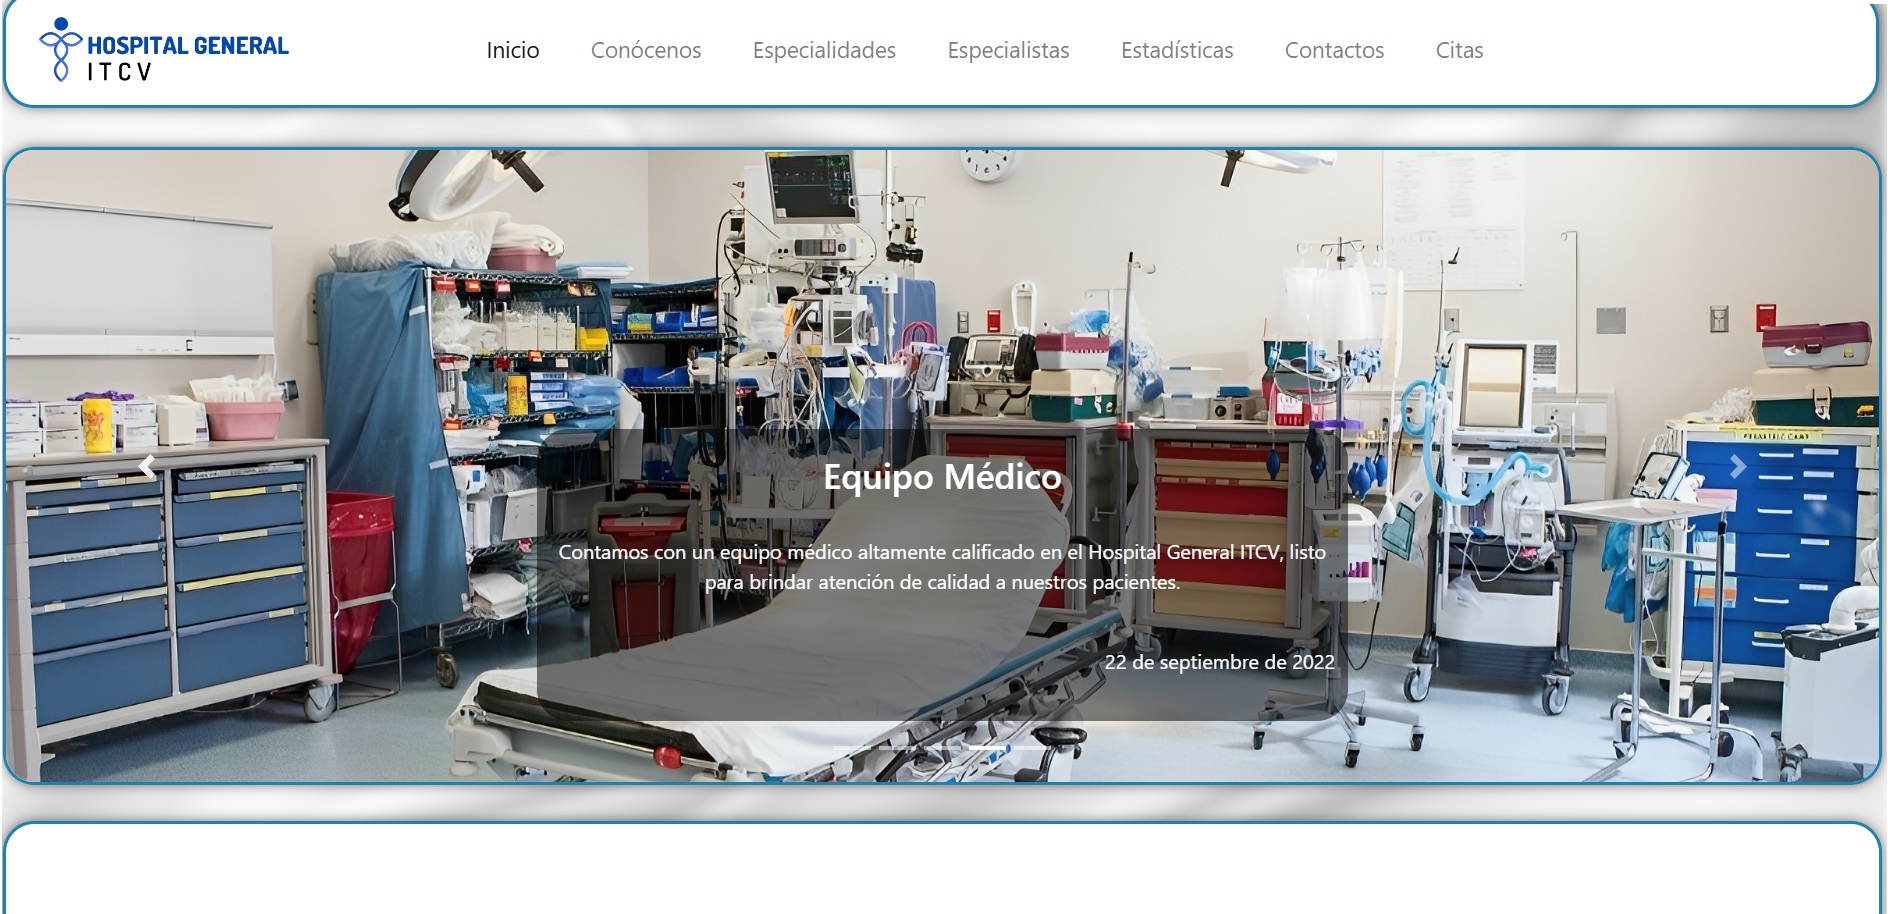 HOSPITAL GENERAL
ITCV
Inicio Conócenos Especialidades Especialistas Estadísticas Contactos Citas
Equipo Médico
Contamos con un equipo médico altamente calificado en el Hospital General ITCV, listo
para brindar atención de calidad a nuestros pacientes.
22 de septiembre de 2022